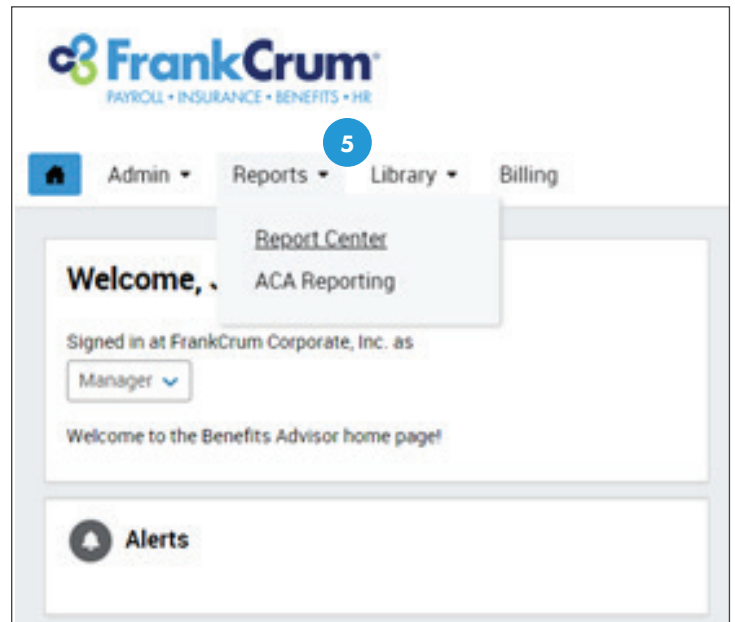 FrankCrum
PAYROLL • INSURANCE • BENEFITS • HR
5
Admin Reports Library Billing
Report Center
ACA Reporting
Welcome, J
Signed in at FrankCrum Corporate, Inc. as
Manager
Welcome to the Benefits Advisor home page!
Alerts